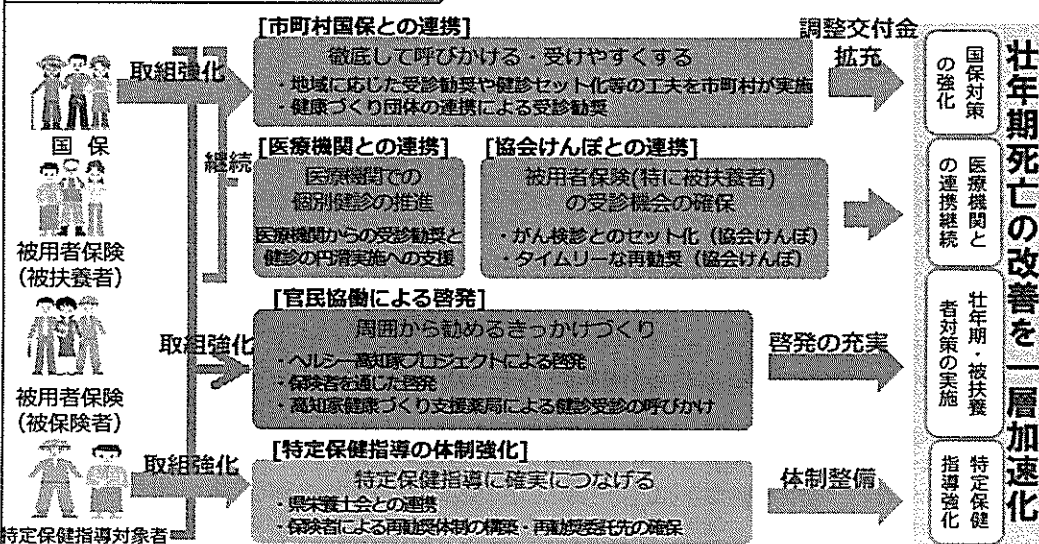 [市町村国保との連携]
徹底して呼びかける・受けやすくする
・地域に応じた受診勧奨や健診セット化等の工夫を市町村が実施
・健康づくり団体の連携による受診勧奨
取組強化
国 保
調整交付金
拡充
国保対策
の強化
継続
[医療機関との連携]
医療機関での
個別健診の推進
医療機関からの受診勧奨と
健診の円滑実施への支援
[協会けんぽとの連携]
被用者保険(特に被扶養者)
の受診機会の確保
・がん検診とのセット化（協会けんぽ）
・タイムリーな再勧奨（協会けんぽ）
医療機関と
の連携継続
被用者保険
(被扶養者)
[官民協働による啓発]
周囲から勧めるきっかけづくり
・ヘルシー高知家プロジェクトによる啓発
・保険者を通じた啓発
・高知家健康づくり支援薬局による健診受診の呼びかけ
取組強化
啓発の充実
壮年期・被扶養
者対策の実施
被用者保険
(被保険者)
[特定保健指導の体制強化]
特定保健指導に確実につなげる
・県栄養士会との連携
・保険者による再勧奨体制の構築・再勧奨委託先の確保
取組強化
体制整備
特定保健
指導強化
特定保健指導対象者
壮年期死亡の改善を一層加速化